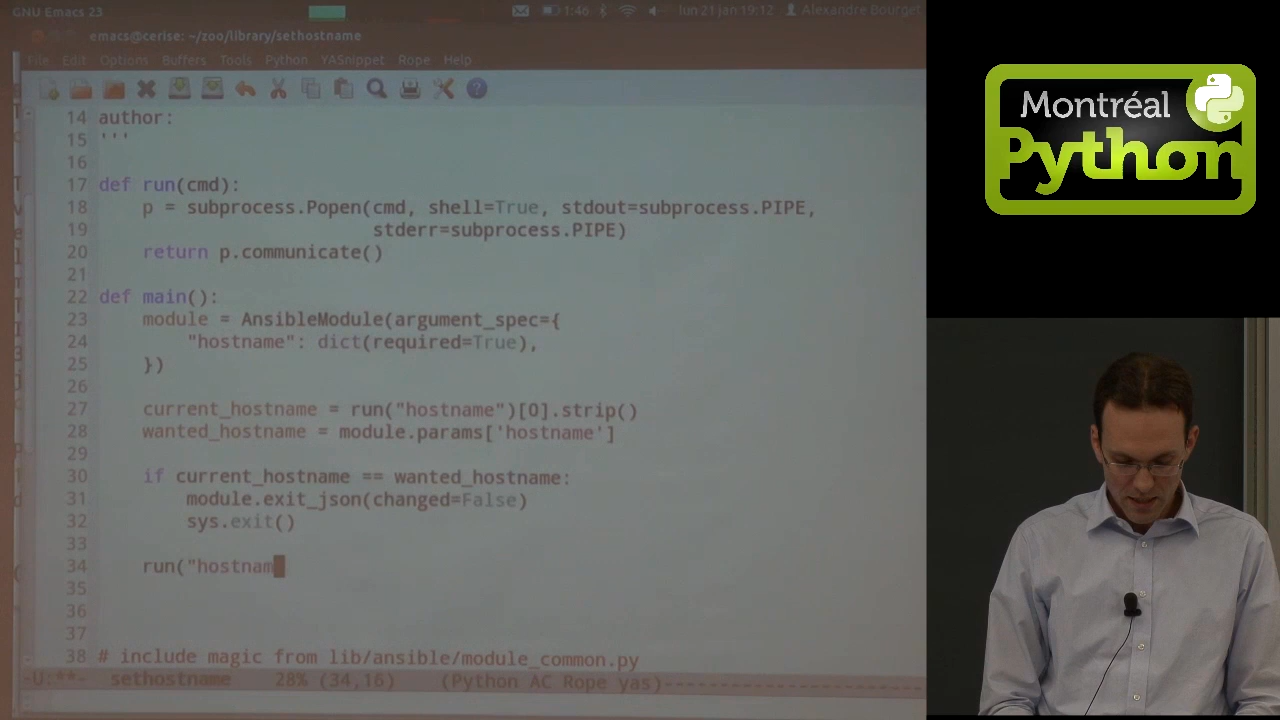 GNU Emacs 23
1:46
lun 21 jan 19:12
Alexandre Bourget
emacs@cerise: ~/zoo/library/sethostname
File Edit Options Buffers Tools Python YASnippet Rope Help
14 author:
15 '''
16
17 def run(cmd):
18 p = subprocess.Popen(cmd, shell=True, stdout=subprocess.PIPE,
19 stderr=subprocess.PIPE)
20 return p.communicate()
21
22 def main():
23 module = AnsibleModule(argument_spec={
24 "hostname": dict(required=True),
25 })
26
27 current_hostname = run("hostname")[0].strip()
28 wanted_hostname = module.params['hostname']
29
30 if current_hostname == wanted_hostname:
31 module.exit_json(changed=False)
32 sys.exit()
33
34 run("hostnam
35
36
37
38 # include magic from lib/ansible/module_common.py
-U:**- sethostname 28% (34,16) (Python AC Rope yas)
Montréal
Python